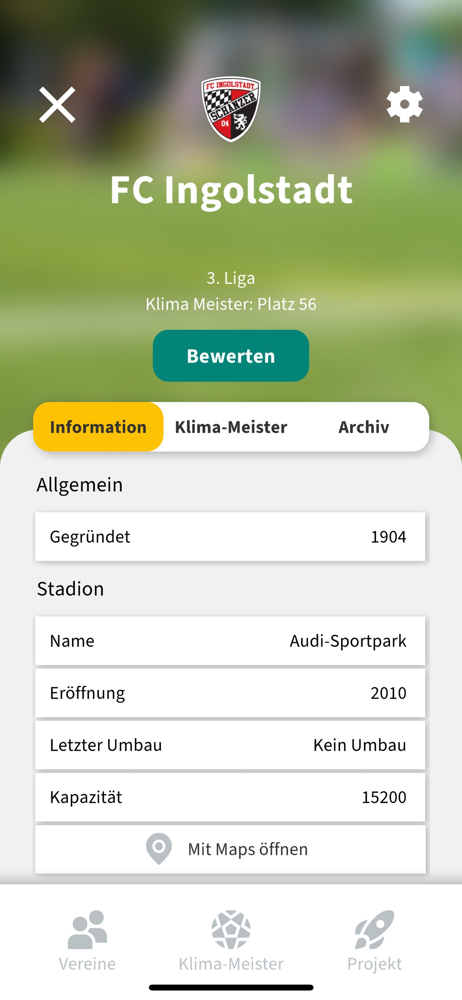 FC INGOLSTADT
SCHANZER
04
FC Ingolstadt
3. Liga
Klima Meister: Platz 56
Bewerten
Information Klima-Meister Archiv
Allgemein
Gegründet 1904
Stadion
Name Audi-Sportpark
Eröffnung 2010
Letzter Umbau Kein Umbau
Kapazität 15200
Mit Maps öffnen
Vereine Klima-Meister Projekt